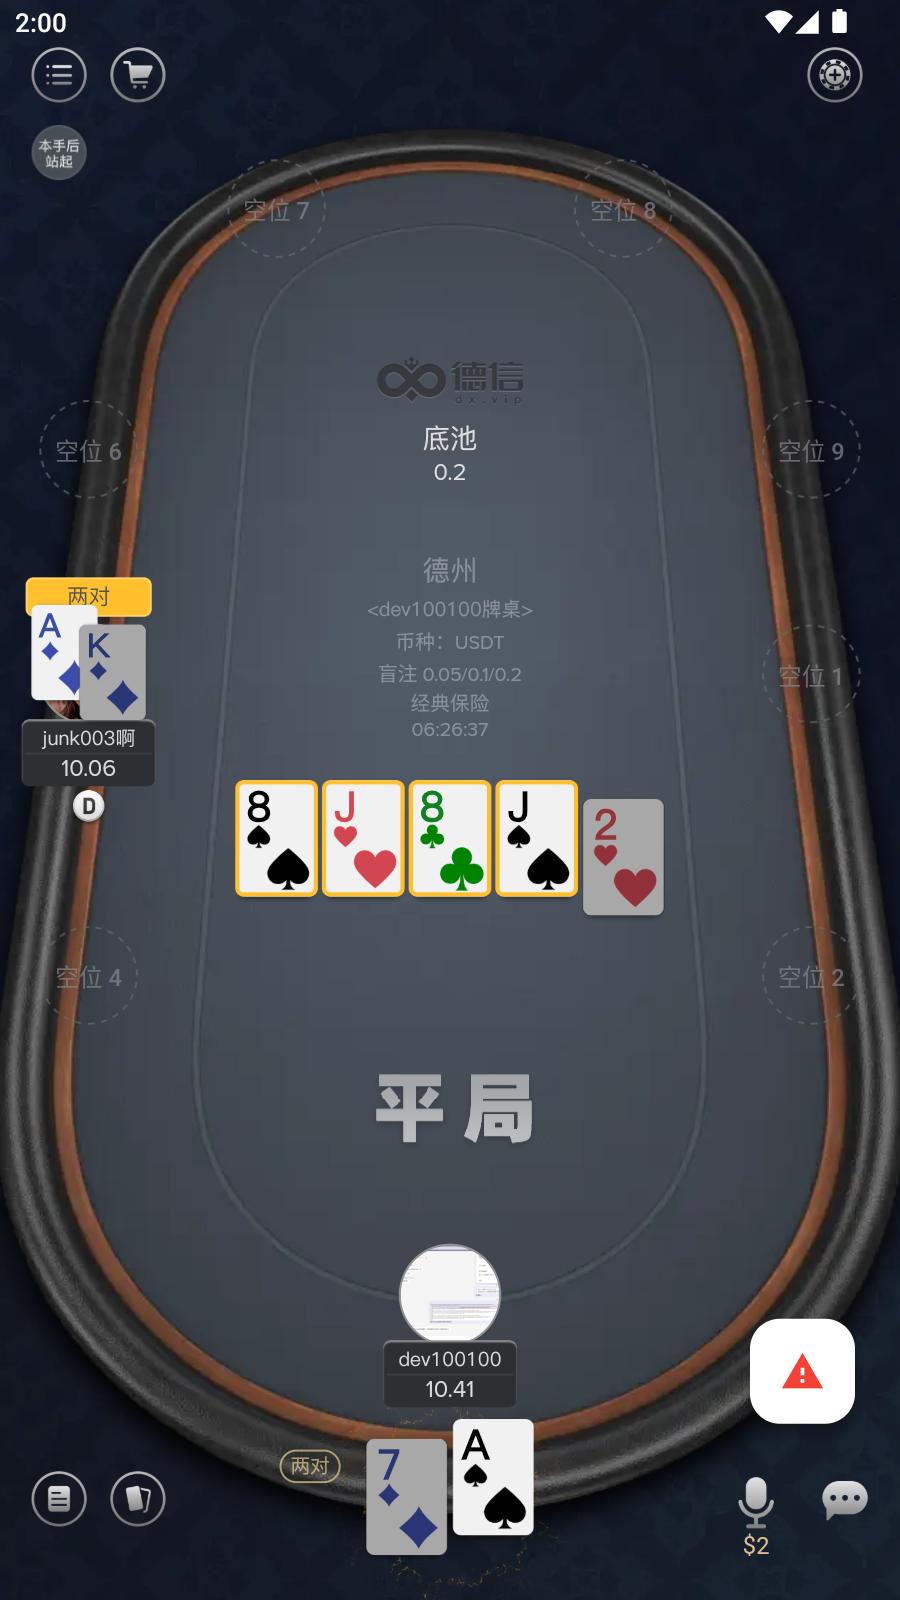 2:00
本手后
站起
空位 7
空位 8
德信
dx.vip
底池
0.2
空位 6
空位 9
德州
<dev100100牌桌>
币种：USDT
盲注 0.05/0.1/0.2
经典保险
06:26:37
两对
A
K
空位 1
junk003啊
10.06
D
8
J
8
J
2
空位 4
空位 2
平局
dev100100
10.41
两对
7
A
$2